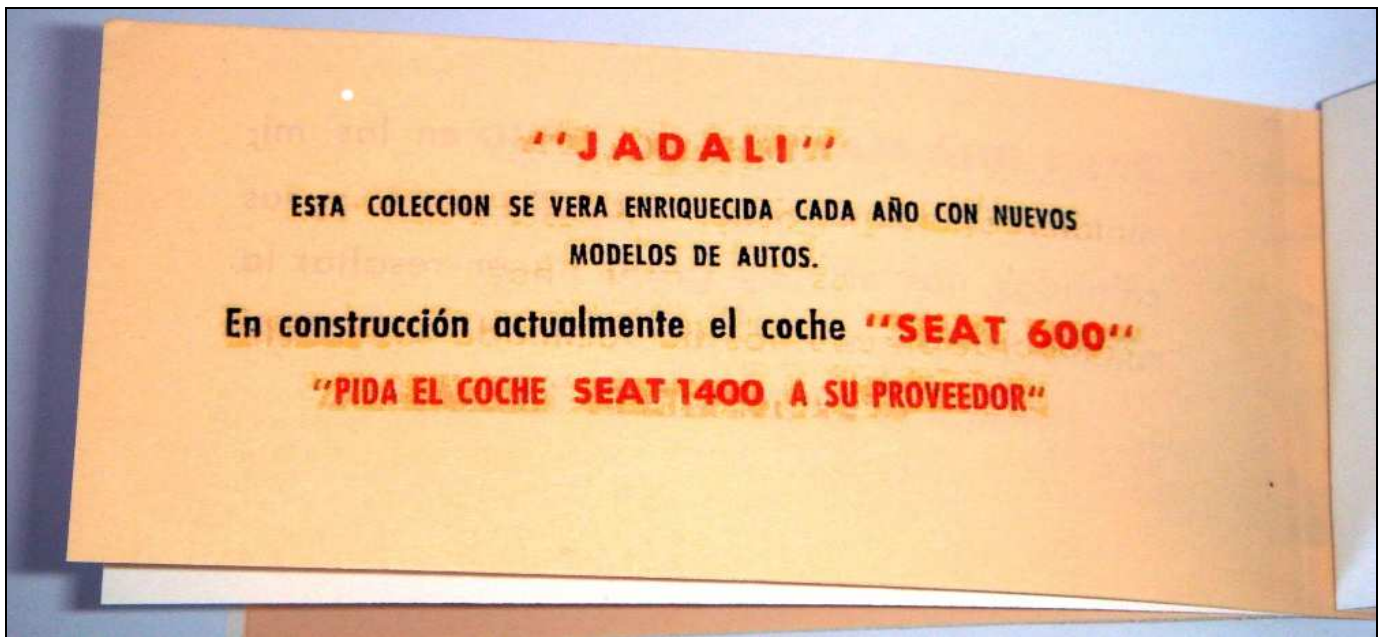 ''JADALI''
ESTA COLECCION SE VERA ENRIQUECIDA CADA AÑO CON NUEVOS
MODELOS DE AUTOS.
En construcción actualmente el coche ''SEAT 600''
''PIDA EL COCHE SEAT 1400 A SU PROVEEDOR''